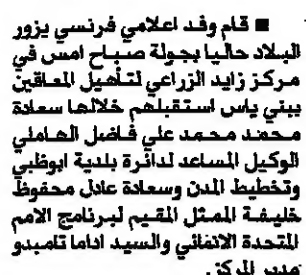 ■ قام وفد اعلامي فرنسي يزور
البلاد حاليا بجولة صباح امس في
مركز زايد الزراعي لتأهيل المعاقين
ببني ياس استقبلهم خلالها سعادة
محمد محمد علي فاضل الهاملي
الوكيل المساعد لدائرة بلدية ابوظبي
وتخطيط المدن وسعادة عادل محفوظ
خليفة الممثل المقيم لبرنامج الامم
المتحدة الانمائي والسيد اداما تامبدو
مدير المركز.